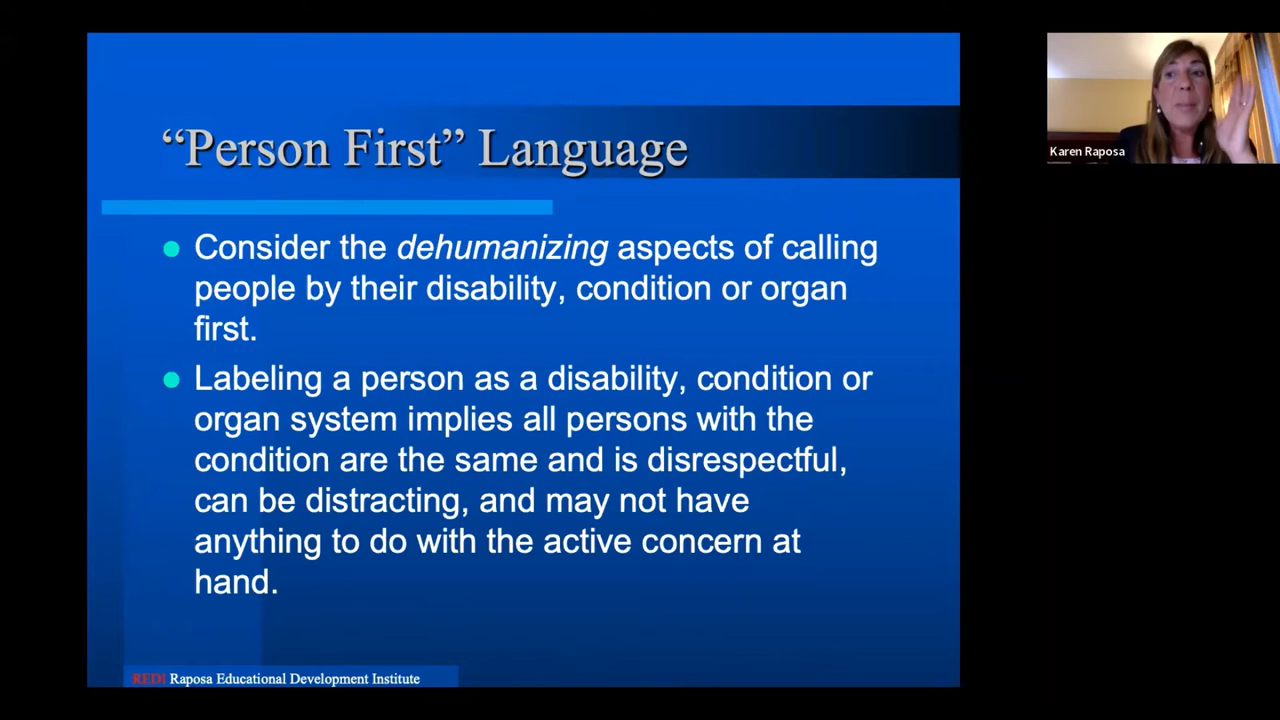 “Person First” Language
Consider the dehumanizing aspects of calling
people by their disability, condition or organ
first.
Labeling a person as a disability, condition or
organ system implies all persons with the
condition are the same and is disrespectful,
can be distracting, and may not have
anything to do with the active concern at
hand.
REDI Raposa Educational Development Institute
Karen Raposa